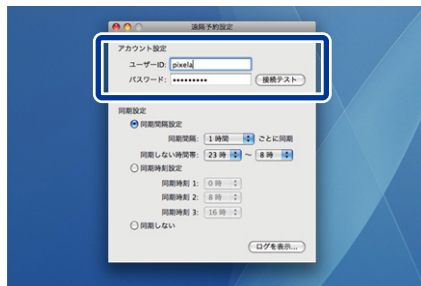 遠隔予約設定
アカウント設定
ユーザーID: pixela
パスワード: •••••••••
接続テスト
同期設定
同期間隔設定
同期間隔: 1 時間 ごとに同期
同期しない時間帯: 23 時 ~ 8 時
同期時刻設定
同期時刻 1: 0 時
同期時刻 2: 8 時
同期時刻 3: 16 時
同期しない
ログを表示...